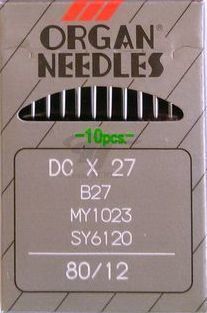 ORGAN®
NEEDLES
-10pcs.-
DC X 27
B27
MY1023
SY6120
80/12